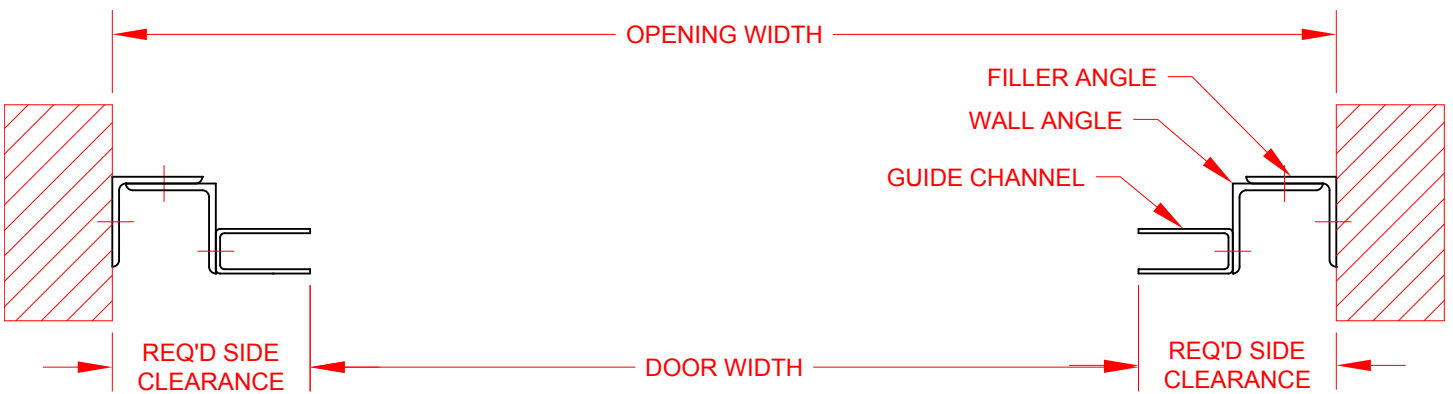 OPENING WIDTH
FILLER ANGLE
WALL ANGLE
GUIDE CHANNEL
REQ'D SIDE
CLEARANCE
DOOR WIDTH
REQ'D SIDE
CLEARANCE